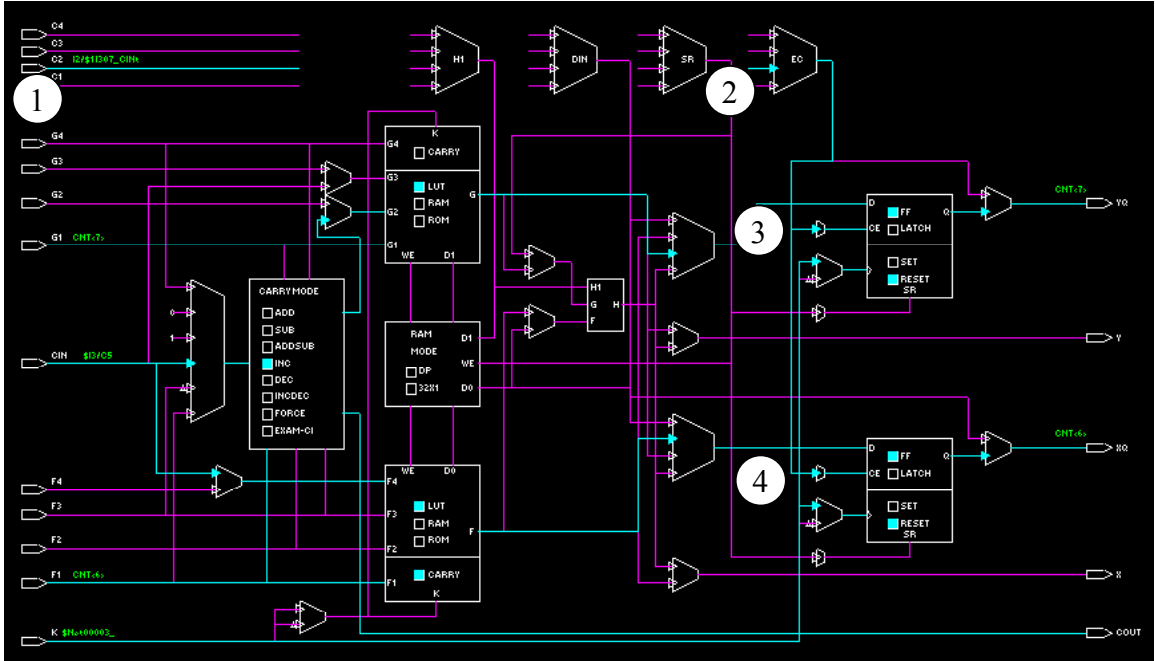 C4
C3
C2 I2/$1I307_CINt
C1
1
H1
DIN
SR
2
EC
G4
G3
G2
G1 CNT<7>
K
G4 CARRY
G3
LUT
G
G2
RAM
ROM
G1
WE D1
3
D FF Q
CE LATCH
SET
RESET
SR
CNT<7>
YQ
CARRY MODE
ADD
SUB
ADDSUB
INC
DEC
INCDEC
FORCE
EXAM-CI
0
1
CIN $I3/C5
H1
G H
F
RAM
MODE
D1
WE
DP
D0
32X1
Y
F4
F3
F2
F1 CNT<6>
WE D0
F4
LUT
F3
RAM
F
ROM
F2
F1 CARRY
K
4
D FF Q
CE LATCH
SET
RESET
SR
CNT<6>
XQ
X
K $Net00003_
COUT